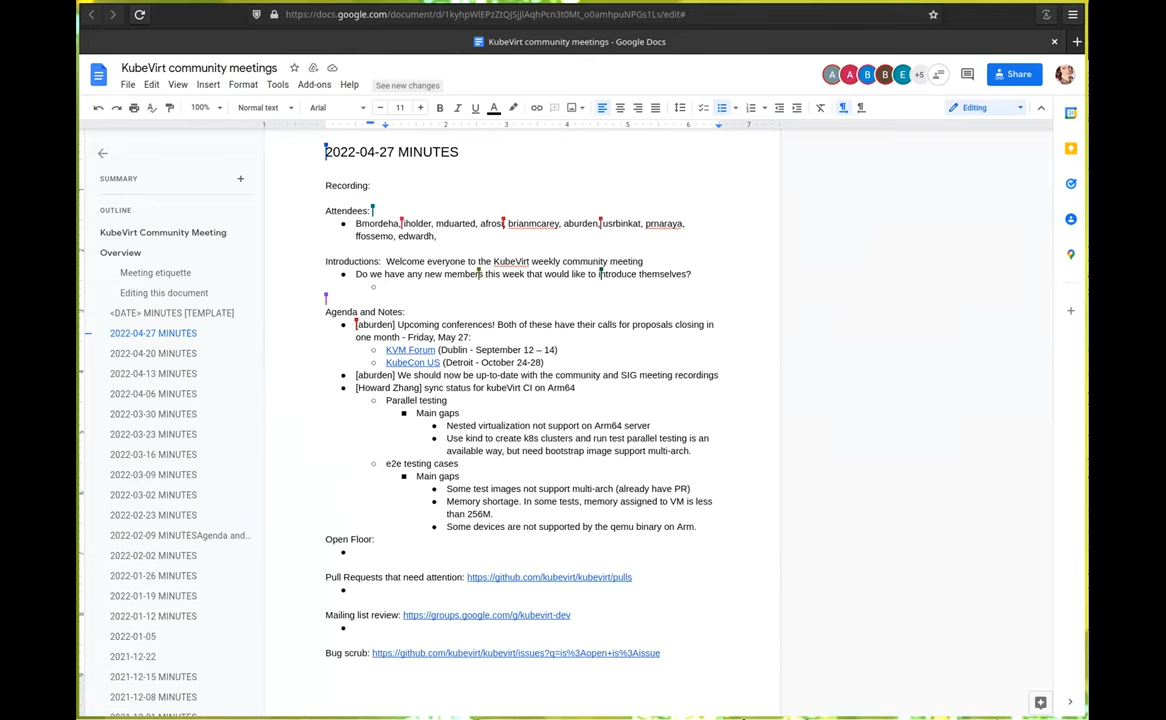 https://docs.google.com/document/d/1kyhpWlEPzZtQJSjJlAqhPcn3t0Mt_o0amhpuNPGs1Ls/edit#
KubeVirt community meetings - Google Docs
KubeVirt community meetings
File Edit View Insert Format Tools Add-ons Help See new changes
A A B B E +5 Share
100% Normal text Arial 11 Editing
1 2 3 4 5 6 7
SUMMARY
OUTLINE
KubeVirt Community Meeting
Overview
Meeting etiquette
Editing this document
<DATE> MINUTES [TEMPLATE]
2022-04-27 MINUTES
2022-04-20 MINUTES
2022-04-13 MINUTES
2022-04-06 MINUTES
2022-03-30 MINUTES
2022-03-23 MINUTES
2022-03-16 MINUTES
2022-03-09 MINUTES
2022-03-02 MINUTES
2022-02-23 MINUTES
2022-02-09 MINUTESAgenda and...
2022-02-02 MINUTES
2022-01-26 MINUTES
2022-01-19 MINUTES
2022-01-12 MINUTES
2022-01-05
2021-12-22
2021-12-15 MINUTES
2021-12-08 MINUTES
2021-12-01 MINUTES
2022-04-27 MINUTES
Recording:
Attendees:
Bmordeha, iholder, mduarted, afrosi, brianmcarey, aburden, usrbinkat, prnaraya,
ffossemo, edwardh,
Introductions: Welcome everyone to the KubeVirt weekly community meeting
Do we have any new members this week that would like to introduce themselves?
Agenda and Notes:
[aburden] Upcoming conferences! Both of these have their calls for proposals closing in
one month - Friday, May 27:
KVM Forum (Dublin - September 12 – 14)
KubeCon US (Detroit - October 24-28)
[aburden] We should now be up-to-date with the community and SIG meeting recordings
[Howard Zhang] sync status for kubeVirt CI on Arm64
Parallel testing
Main gaps
Nested virtualization not support on Arm64 server
Use kind to create k8s clusters and run test parallel testing is an
available way, but need bootstrap image support multi-arch.
e2e testing cases
Main gaps
Some test images not support multi-arch (already have PR)
Memory shortage. In some tests, memory assigned to VM is less
than 256M.
Some devices are not supported by the qemu binary on Arm.
Open Floor:
Pull Requests that need attention: https://github.com/kubevirt/kubevirt/pulls
Mailing list review: https://groups.google.com/g/kubevirt-dev
Bug scrub: https://github.com/kubevirt/kubevirt/issues?q=is%3Aopen+is%3Aissue